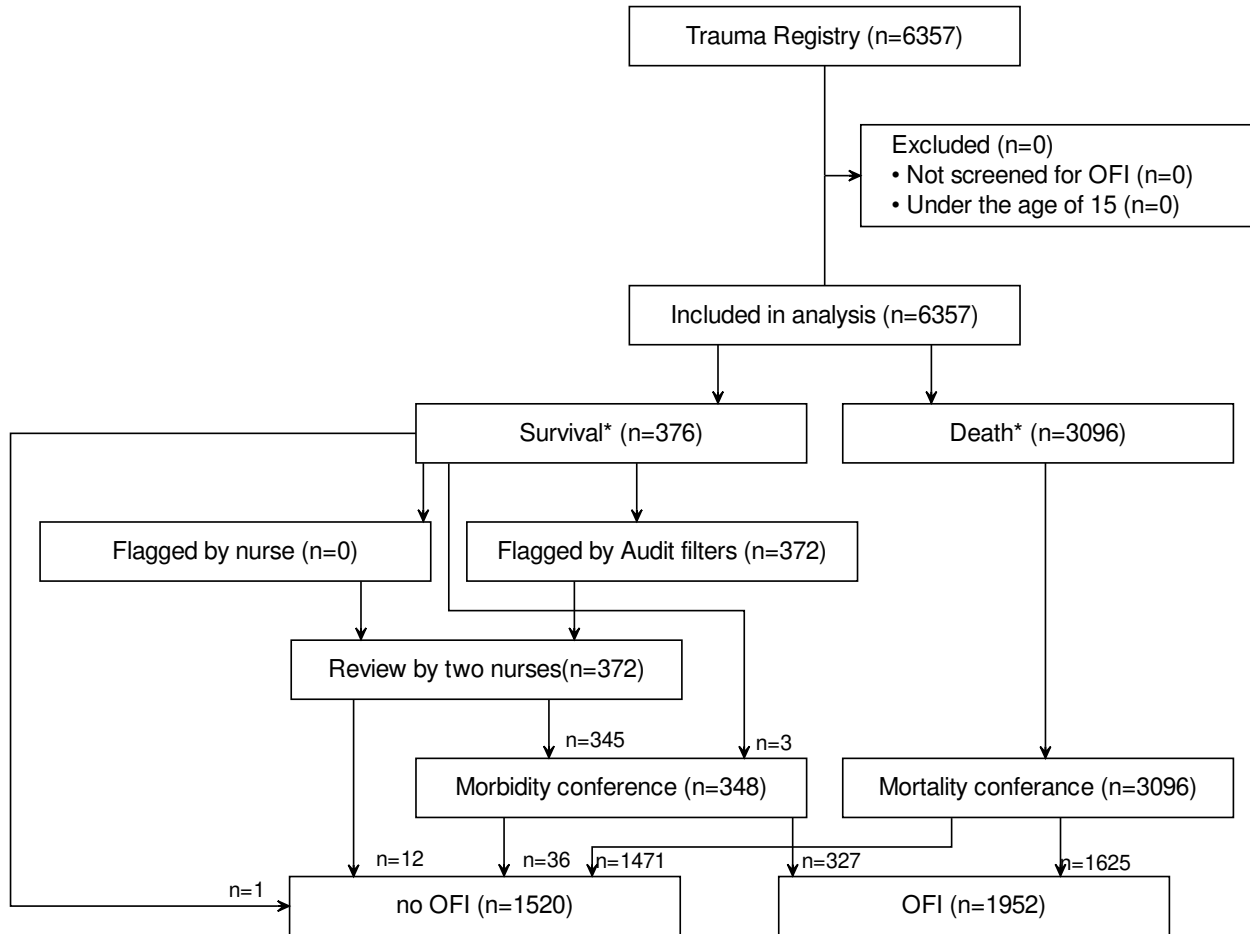 Trauma Registry (n=6357)
Excluded (n=0)
• Not screened for OFI (n=0)
• Under the age of 15 (n=0)
Included in analysis (n=6357)
Survival* (n=376)
Death* (n=3096)
Flagged by nurse (n=0)
Flagged by Audit filters (n=372)
Review by two nurses(n=372)
n=345
n=3
Morbidity conference (n=348)
Mortality conferance (n=3096)
n=12
n=36
n=1471
n=327
n=1625
n=1
no OFI (n=1520)
OFI (n=1952)